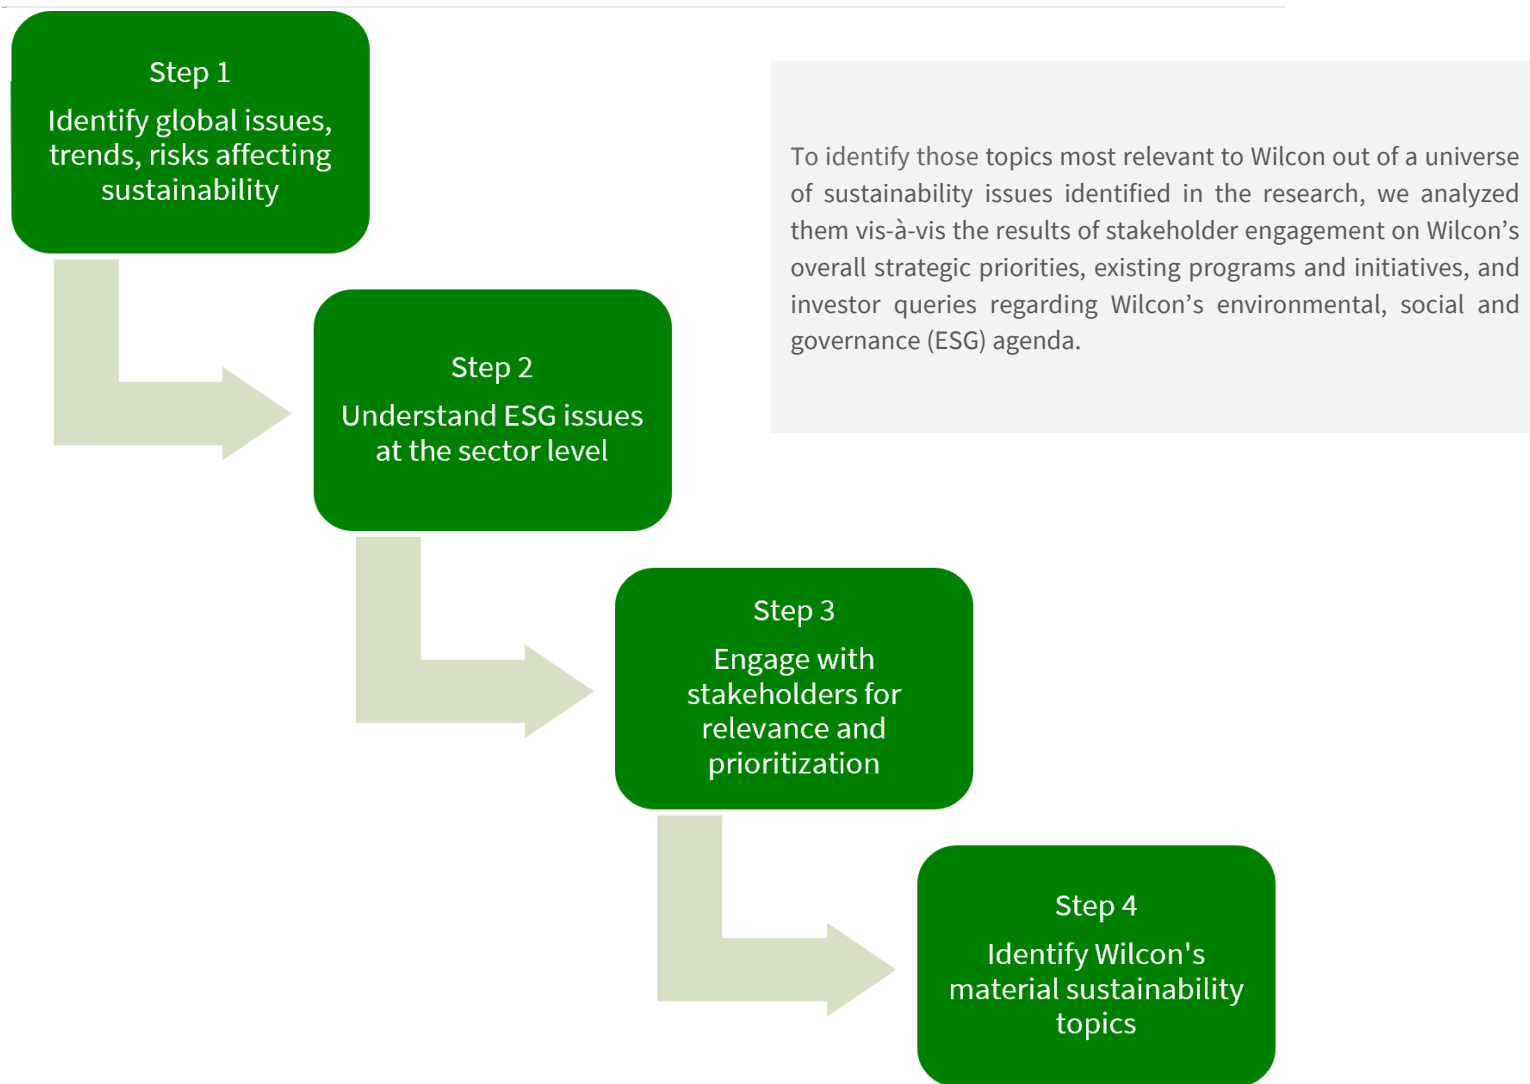 Step 1
Identify global issues,
trends, risks affecting
sustainability
To identify those topics most relevant to Wilcon out of a universe
of sustainability issues identified in the research, we analyzed
them vis-à-vis the results of stakeholder engagement on Wilcon’s
overall strategic priorities, existing programs and initiatives, and
investor queries regarding Wilcon’s environmental, social and
governance (ESG) agenda.
Step 2
Understand ESG issues
at the sector level
Step 3
Engage with
stakeholders for
relevance and
prioritization
Step 4
Identify Wilcon's
material sustainability
topics